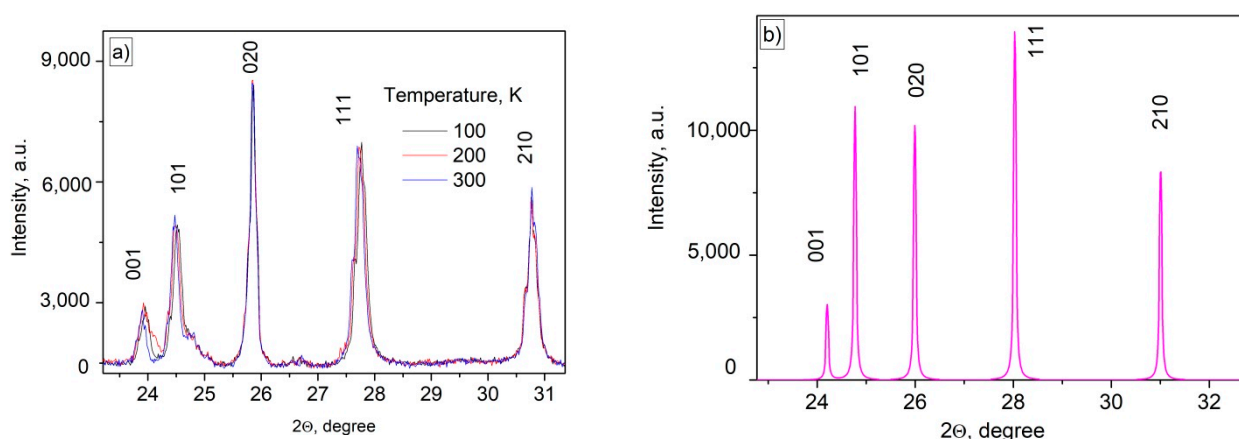 a)
9,000
6,000
3,000
0
Intensity, a.u.
001
101
020
111
210
Temperature, K
100
200
300
24 25 26 27 28 29 30 31
2Θ, degree
b)
10,000
5,000
0
Intensity, a.u.
001
101
020
111
210
24 26 28 30 32
2Θ, degree